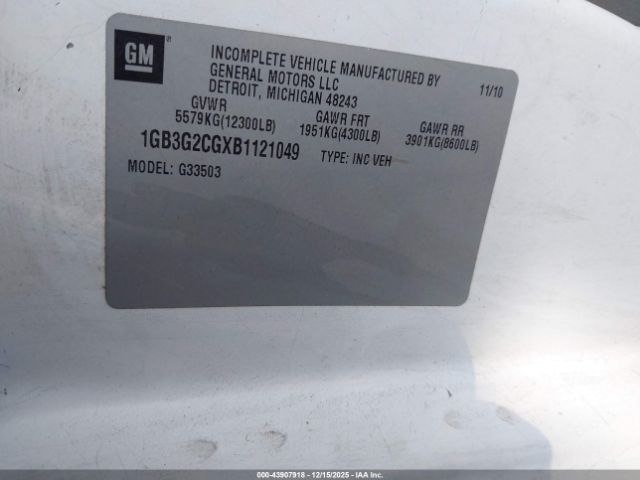 GM
INCOMPLETE VEHICLE MANUFACTURED BY
GENERAL MOTORS LLC
DETROIT, MICHIGAN 48243
11/10
GVWR GAWR FRT GAWR RR
5579KG(12300LB) 1951KG(4300LB) 3901KG(8600LB)
1GB3G2CGXB1121049 TYPE: INC VEH
MODEL: G33503
000-43907918 - 12/15/2025 - IAA Inc.